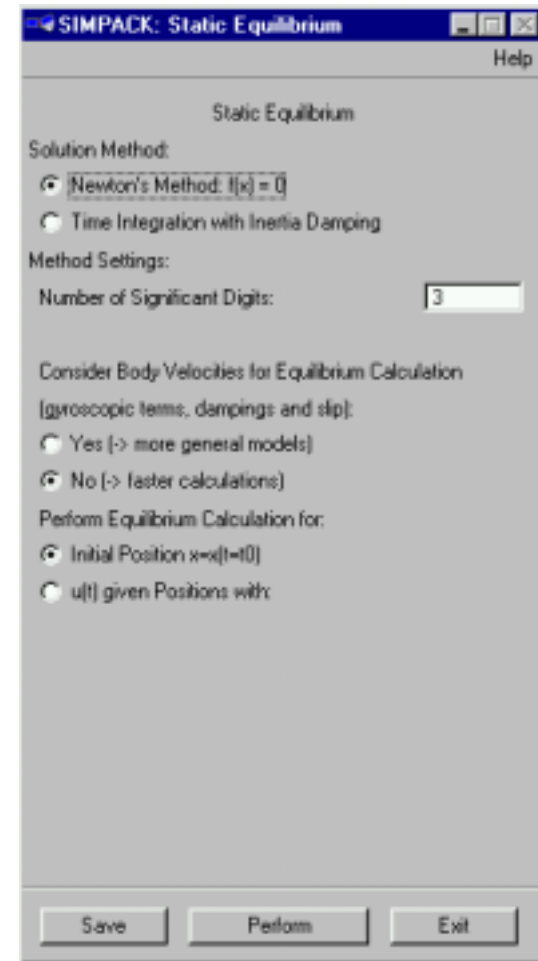 SIMPACK: Static Equilibrium
Help
Static Equilibrium
Solution Method:
Newton's Method: f(x) = 0
Time Integration with Inertia Damping
Method Settings:
Number of Significant Digits: 3
Consider Body Velocities for Equilibrium Calculation
(gyroscopic terms, dampings and slip):
Yes (-> more general models)
No (-> faster calculations)
Perform Equilibrium Calculation for:
Initial Position x=x(t=t0)
u(t) given Positions with:
Save Perform Exit